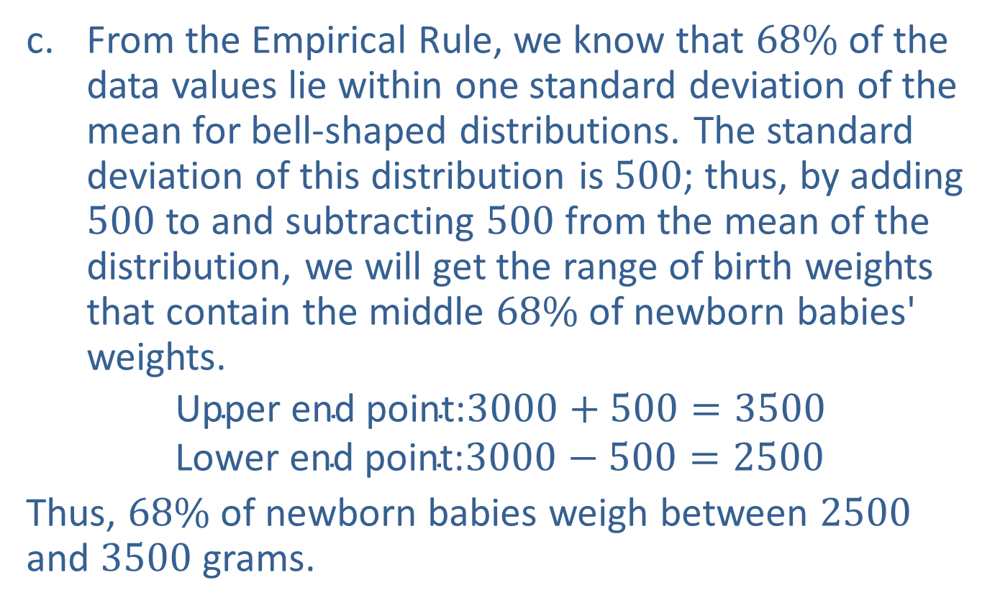 c. From the Empirical Rule, we know that 68% of the
data values lie within one standard deviation of the
mean for bell-shaped distributions. The standard
deviation of this distribution is 500; thus, by adding
500 to and subtracting 500 from the mean of the
distribution, we will get the range of birth weights
that contain the middle 68% of newborn babies'
weights.
Upper end point:3000 + 500 = 3500
Lower end point:3000 − 500 = 2500
Thus, 68% of newborn babies weigh between 2500
and 3500 grams.